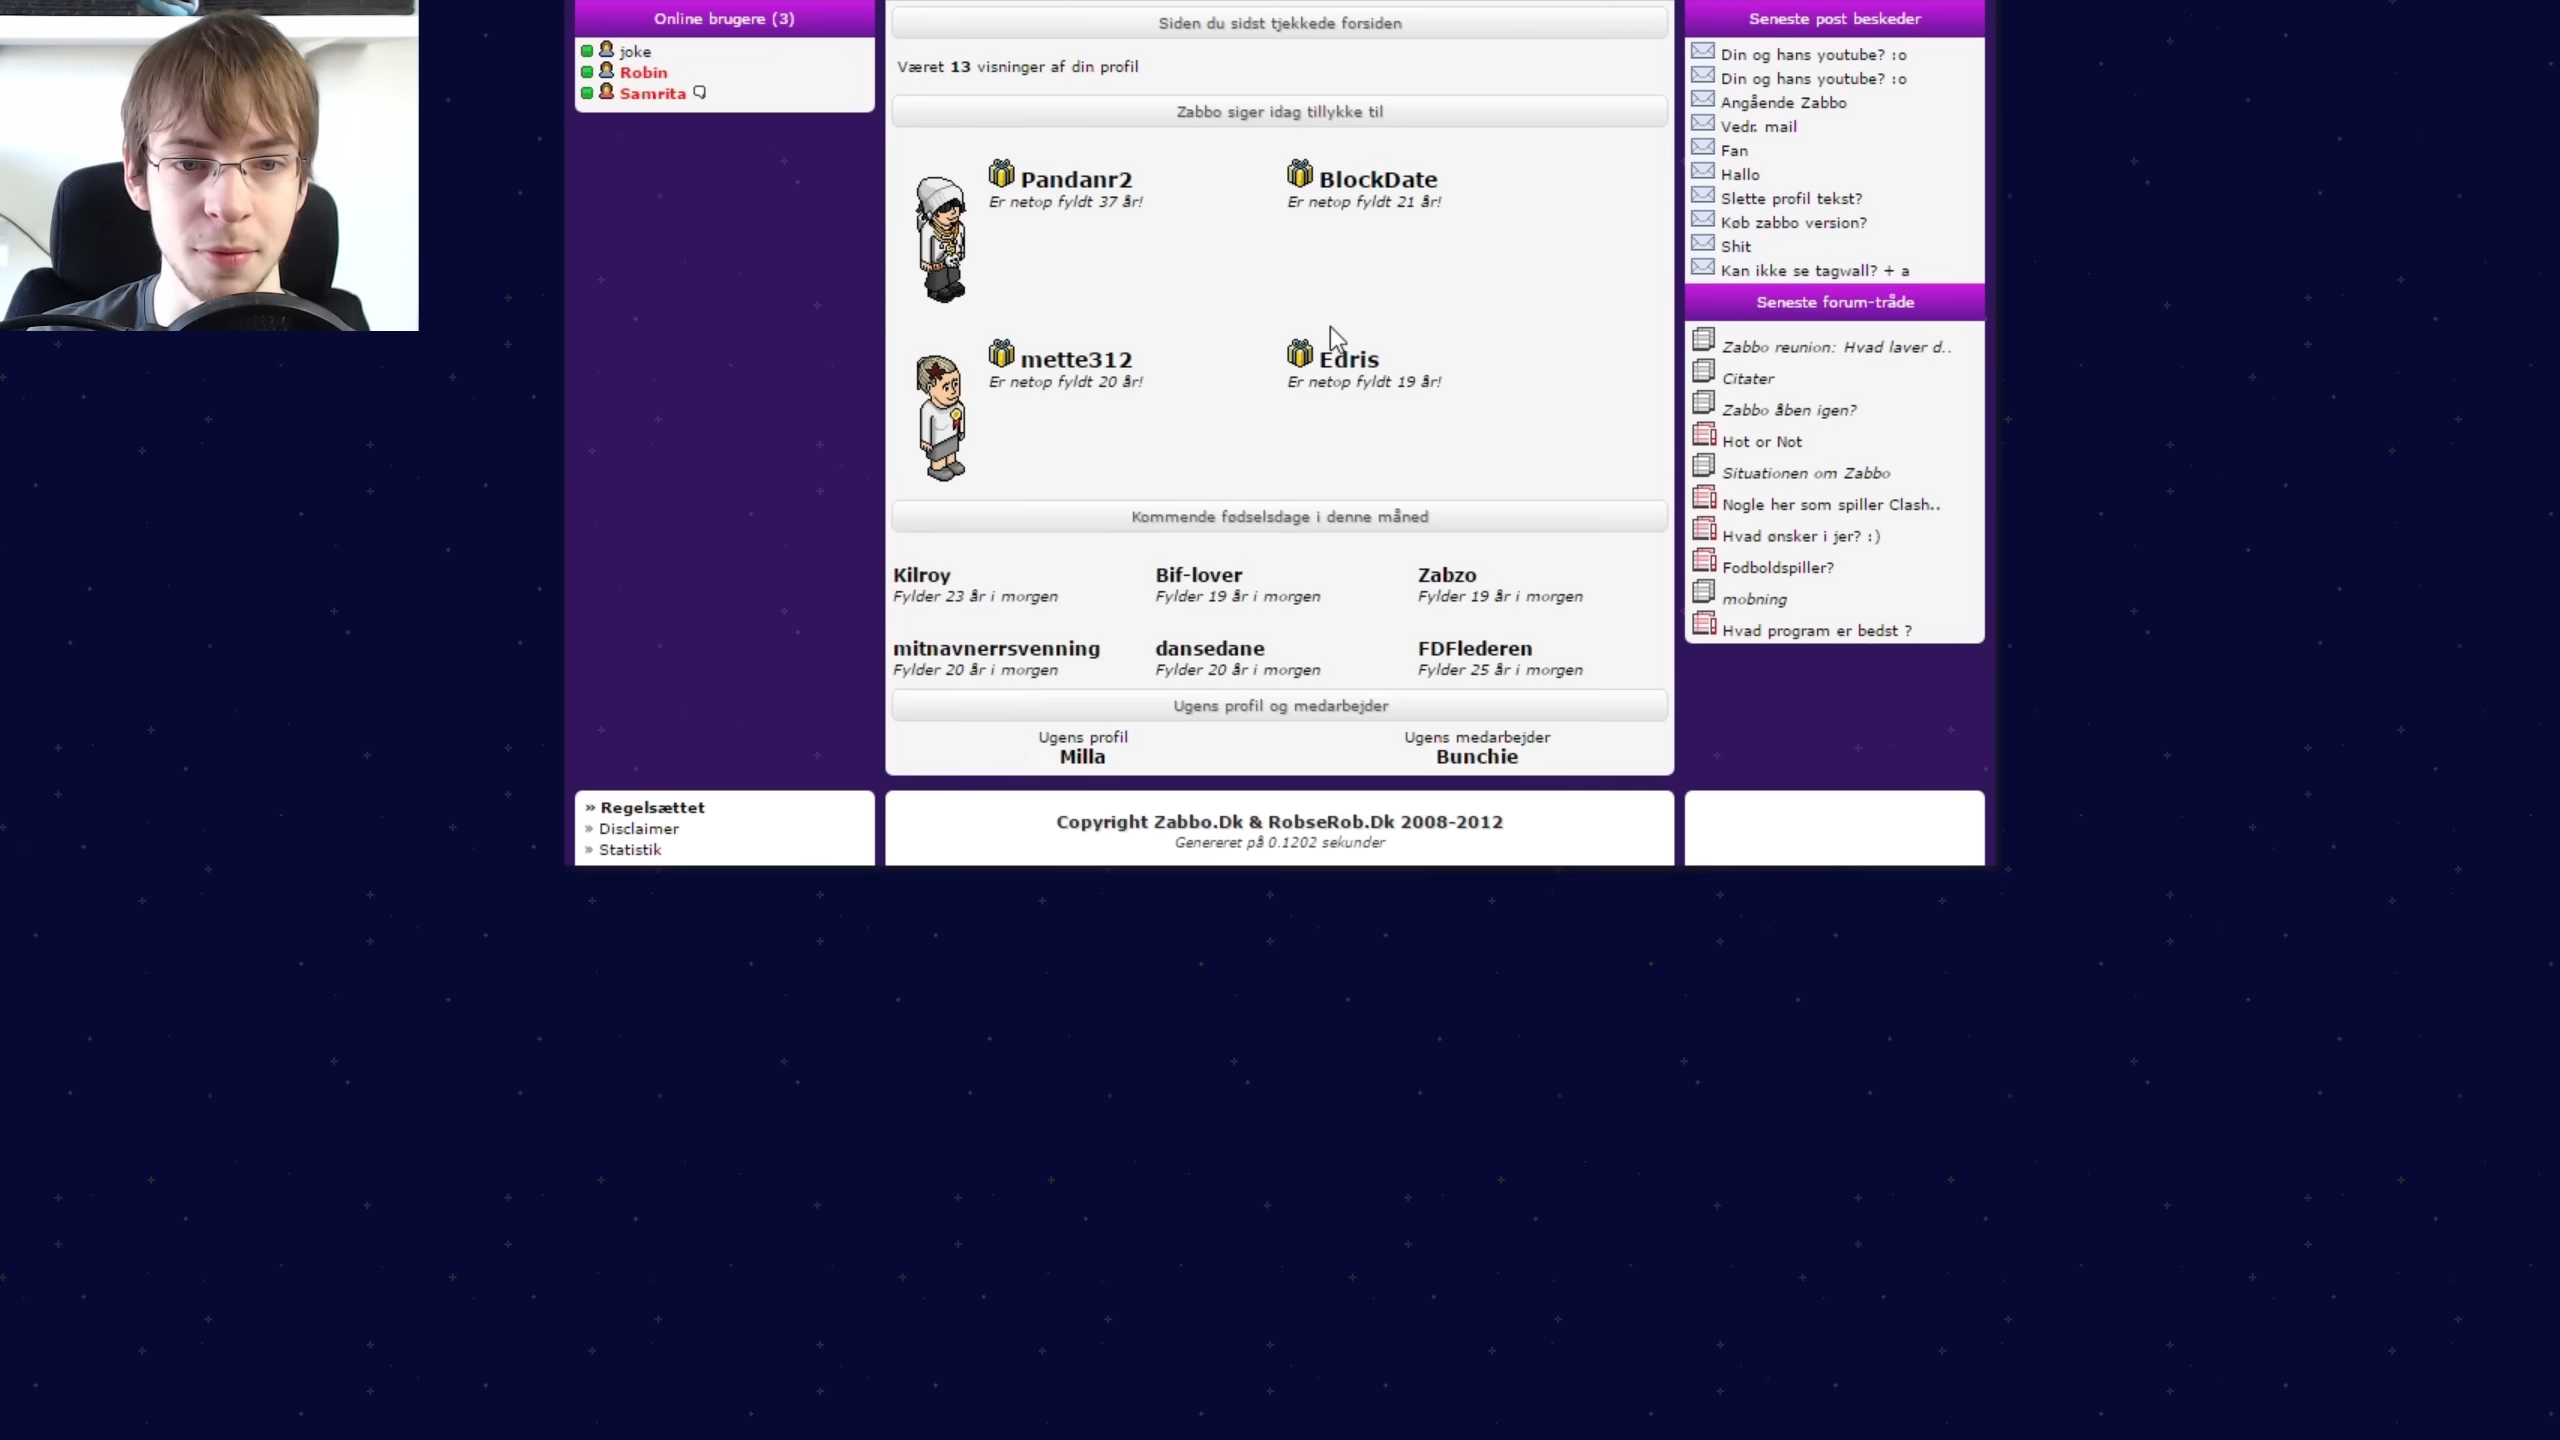 Online brugere (3)
joke
Robin
Samrita
Siden du sidst tjekkede forsiden
Været 13 visninger af din profil
Zabbo siger idag tillykke til
Pandanr2
Er netop fyldt 37 år!
BlockDate
Er netop fyldt 21 år!
mette312
Er netop fyldt 20 år!
Edris
Er netop fyldt 19 år!
Kommende fødselsdage i denne måned
Kilroy
Fylder 23 år i morgen
Bif-lover
Fylder 19 år i morgen
Zabzo
Fylder 19 år i morgen
mitnavnerrsvenning
Fylder 20 år i morgen
dansedane
Fylder 20 år i morgen
FDFlederen
Fylder 25 år i morgen
Ugens profil og medarbejder
Ugens profil
Milla
Ugens medarbejder
Bunchie
Seneste post beskeder
Din og hans youtube? :o
Din og hans youtube? :o
Angående Zabbo
Vedr. mail
Fan
Hallo
Slette profil tekst?
Køb zabbo version?
Shit
Kan ikke se tagwall? + a
Seneste forum-tråde
Zabbo reunion: Hvad laver d..
Citater
Zabbo åben igen?
Hot or Not
Situationen om Zabbo
Nogle her som spiller Clash..
Hvad ønsker i jer? :)
Fodboldspiller?
mobning
Hvad program er bedst ?
» Regelsættet
» Disclaimer
» Statistik
Copyright Zabbo.Dk & RobseRob.Dk 2008-2012
Genereret på 0.1202 sekunder